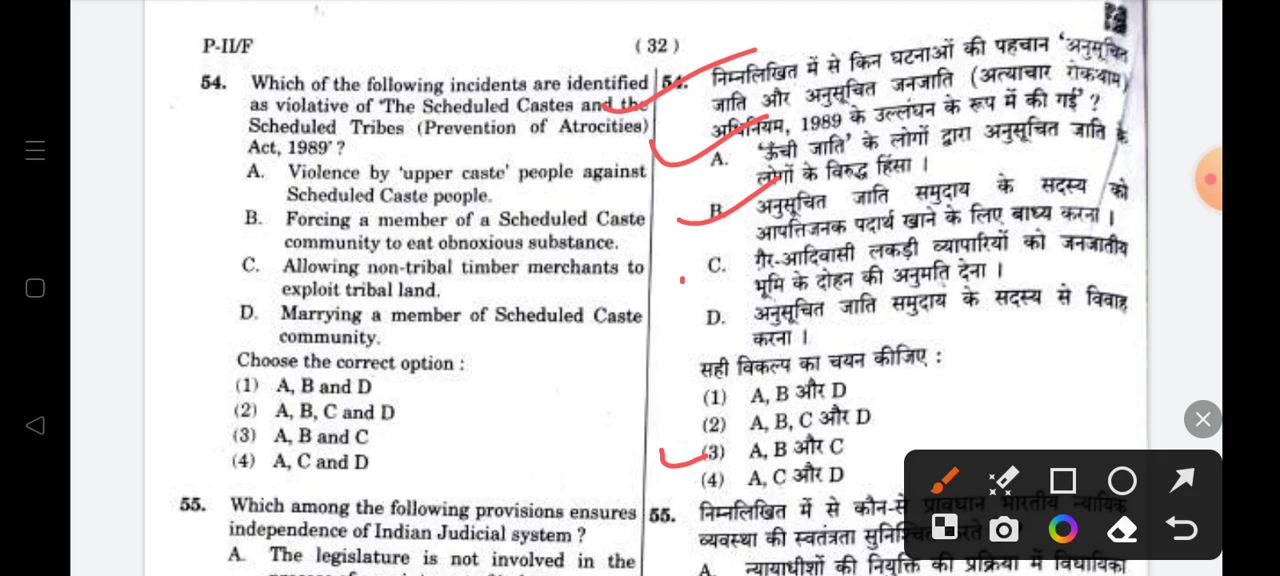 P-II/F
( 32 )
54. Which of the following incidents are identified
as violative of 'The Scheduled Castes and the
Scheduled Tribes (Prevention of Atrocities)
Act, 1989' ?
A. Violence by 'upper caste' people against
Scheduled Caste people.
B. Forcing a member of a Scheduled Caste
community to eat obnoxious substance.
C. Allowing non-tribal timber merchants to
exploit tribal land.
D. Marrying a member of Scheduled Caste
community.
Choose the correct option :
(1) A, B and D
(2) A, B, C and D
(3) A, B and C
(4) A, C and D
55. Which among the following provisions ensures
independence of Indian Judicial system ?
A. The legislature is not involved in the
54. निम्नलिखित में से किन घटनाओं की पहचान 'अनुसूचित
जाति और अनुसूचित जनजाति (अत्याचार रोकथाम)
अधिनियम, 1989 के उल्लंघन के रूप में की गई' ?
A. 'ऊँची जाति' के लोगों द्वारा अनुसूचित जाति के
लोगों के विरुद्ध हिंसा ।
B. अनुसूचित जाति समुदाय के सदस्य को
आपत्तिजनक पदार्थ खाने के लिए बाध्य करना ।
C. ग़ैर-आदिवासी लकड़ी व्यापारियों को जनजातीय
भूमि के दोहन की अनुमति देना ।
D. अनुसूचित जाति समुदाय के सदस्य से विवाह
करना ।
सही विकल्प का चयन कीजिए :
(1) A, B और D
(2) A, B, C और D
(3) A, B और C
(4) A, C और D
55. निम्नलिखित में से कौन-से प्रावधान भारतीय न्यायिक
व्यवस्था की स्वतंत्रता सुनिश्चित करते
A. न्यायाधीशों की नियुक्ति की प्रक्रिया में विधायिका